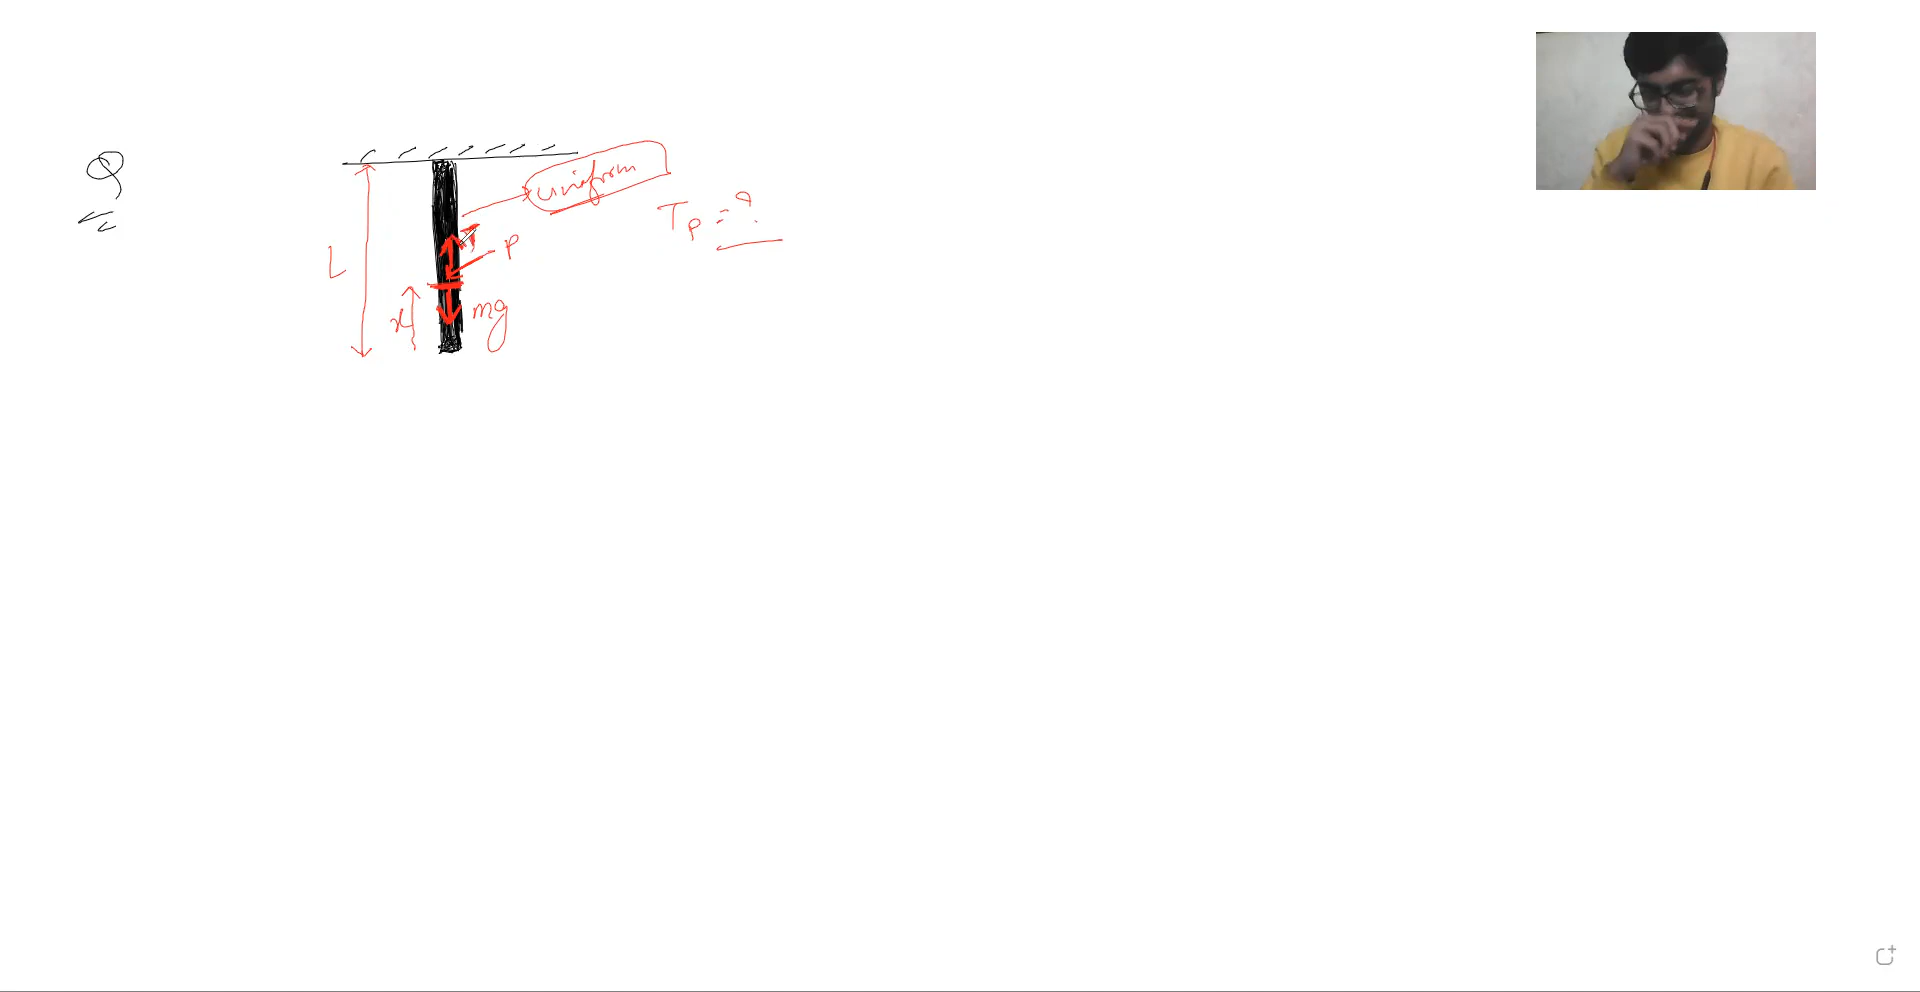 Q
uniform
Tp = ?
L
P
x
mg